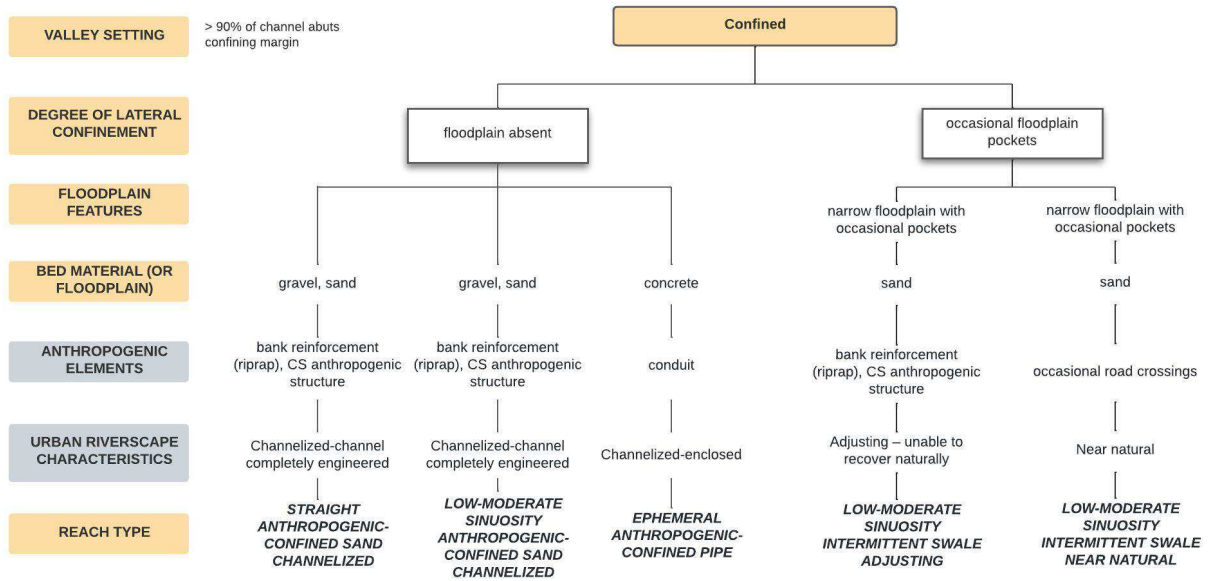 VALLEY SETTING
> 90% of channel abuts
confining margin
Confined
DEGREE OF LATERAL
CONFINEMENT
floodplain absent
occasional floodplain
pockets
FLOODPLAIN
FEATURES
narrow floodplain with
occasional pockets
narrow floodplain with
occasional pockets
BED MATERIAL (OR
FLOODPLAIN)
gravel, sand
gravel, sand
concrete
sand
sand
ANTHROPOGENIC
ELEMENTS
bank reinforcement
(riprap), CS anthropogenic
structure
bank reinforcement
(riprap), CS anthropogenic
structure
conduit
bank reinforcement
(riprap), CS anthropogenic
structure
occasional road crossings
URBAN RIVERSCAPE
CHARACTERISTICS
Channelized-channel
completely engineered
Channelized-channel
completely engineered
Channelized-enclosed
Adjusting – unable to
recover naturally
Near natural
REACH TYPE
STRAIGHT
ANTHROPOGENIC-
CONFINED SAND
CHANNELIZED
LOW-MODERATE
SINUOSITY
ANTHROPOGENIC-
CONFINED SAND
CHANNELIZED
EPHEMERAL
ANTHROPOGENIC-
CONFINED PIPE
LOW-MODERATE
SINUOSITY
INTERMITTENT SWALE
ADJUSTING
LOW-MODERATE
SINUOSITY
INTERMITTENT SWALE
NEAR NATURAL